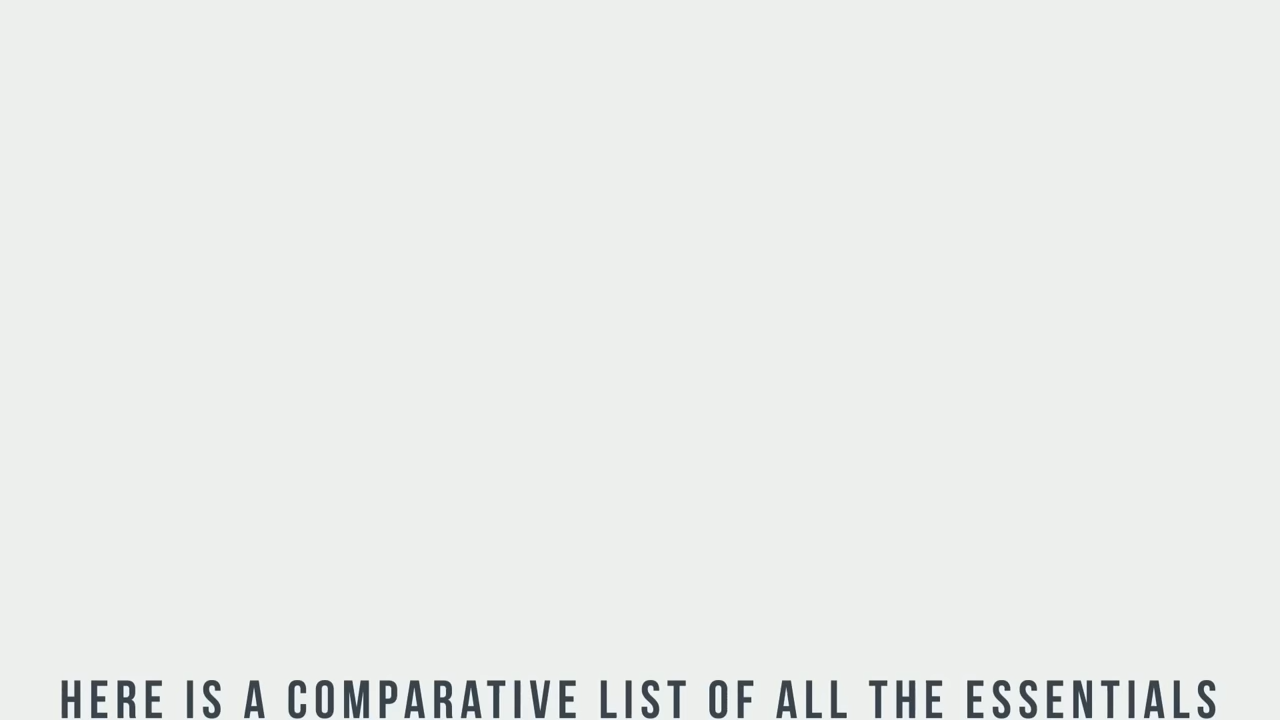 HERE IS A COMPARATIVE LIST OF ALL THE ESSENTIALS